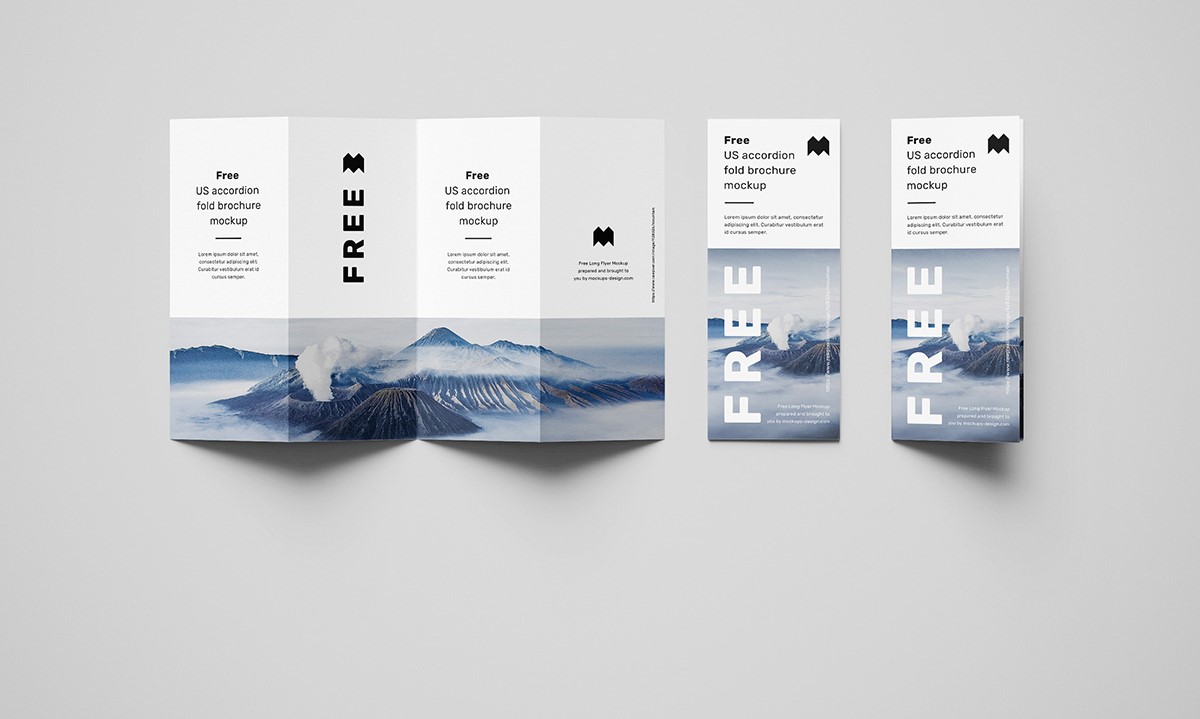 Free
US accordion
fold brochure
mockup
Lorem ipsum dolor sit amet,
consectetur adipiscing elit.
Curabitur vestibulum erat id
cursus semper.
FREE
Free
US accordion
fold brochure
mockup
Lorem ipsum dolor sit amet,
consectetur adipiscing elit.
Curabitur vestibulum erat id
cursus semper.
Free Long Flyer Mockup
prepared and brought to
you by mockups-design.com
Free
US accordion
fold brochure
mockup
Lorem ipsum dolor sit amet, consectetur
adipiscing elit. Curabitur vestibulum erat
id cursus semper.
FREE
Free Long Flyer Mockup
prepared and brought to
you by mockups-design.com
Free
US accordion
fold brochure
mockup
Lorem ipsum dolor sit amet, consectetur
adipiscing elit. Curabitur vestibulum erat
id cursus semper.
FREE
Free Long Flyer Mockup
prepared and brought to
you by mockups-design.com